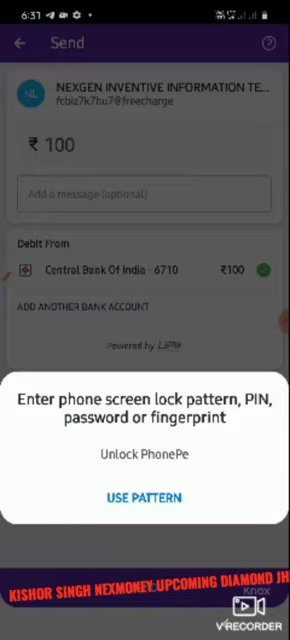 6:37
Send
NL
NEXGEN INVENTIVE INFORMATION TE...
fcbiz7k7hu7@freecharge
₹ 100
Add a message (optional)
Debit From
Central Bank Of India - 6710 ₹100
ADD ANOTHER BANK ACCOUNT
Powered by UPI
Enter phone screen lock pattern, PIN,
password or fingerprint
Unlock PhonePe
USE PATTERN
KISHOR SINGH NEXMONEY UPCOMING DIAMOND JH
Knox
V RECORDER